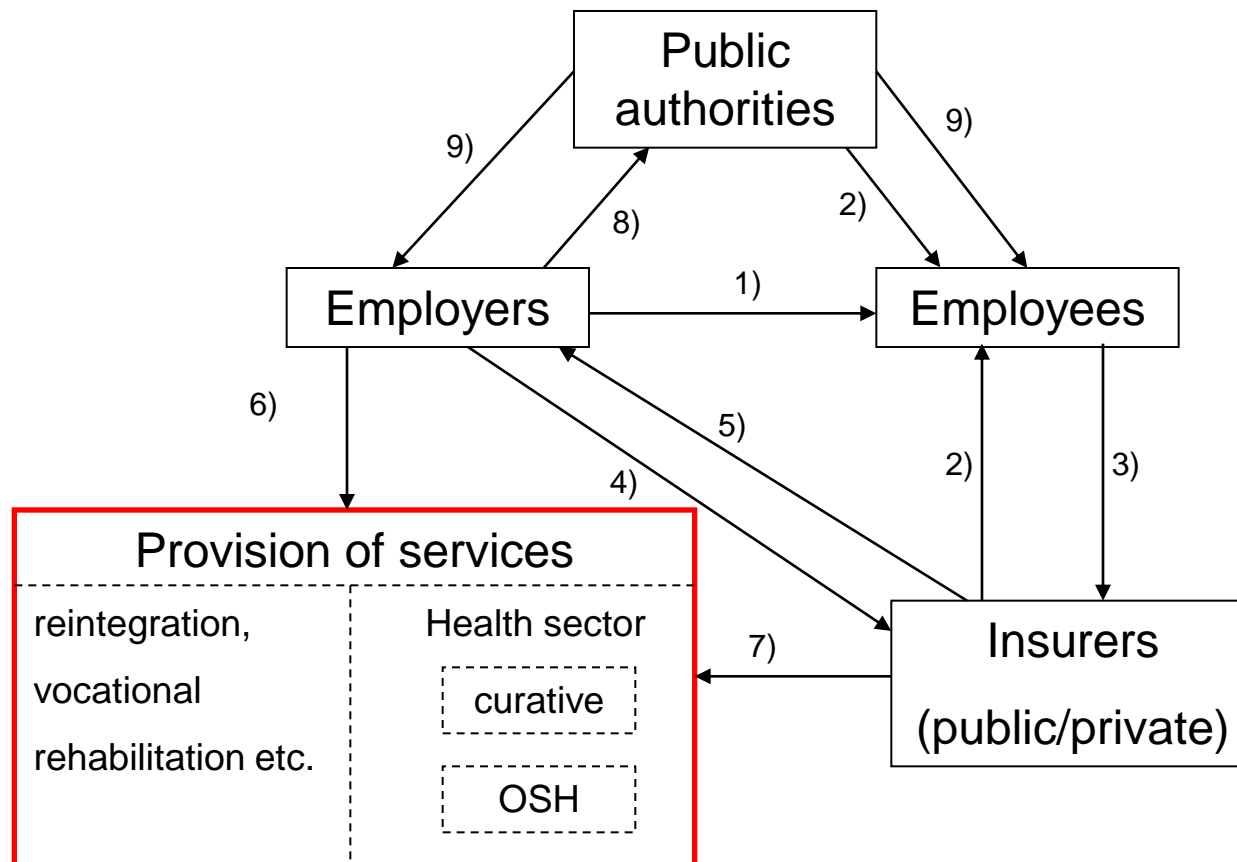 Public
authorities
9)
9)
2)
8)
1)
Employers
Employees
6)
5)
4)
2)
3)
Provision of services
reintegration,
vocational
rehabilitation etc.
Health sector
curative
OSH
7)
Insurers
(public/private)